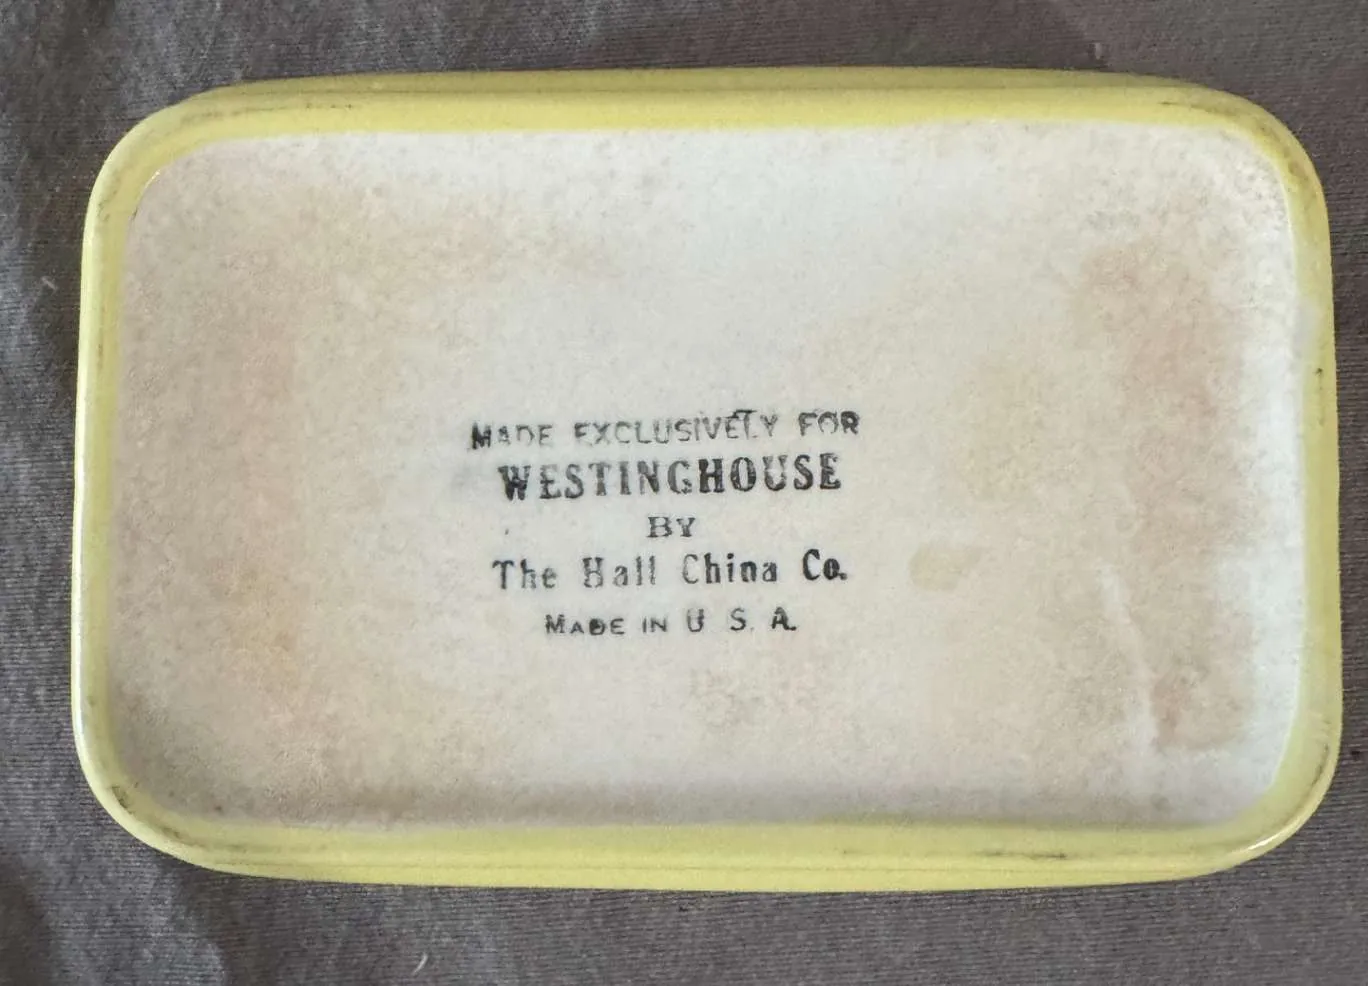 MADE EXCLUSIVELY FOR
WESTINGHOUSE
BY
The Hall China Co.
MADE IN U. S. A.